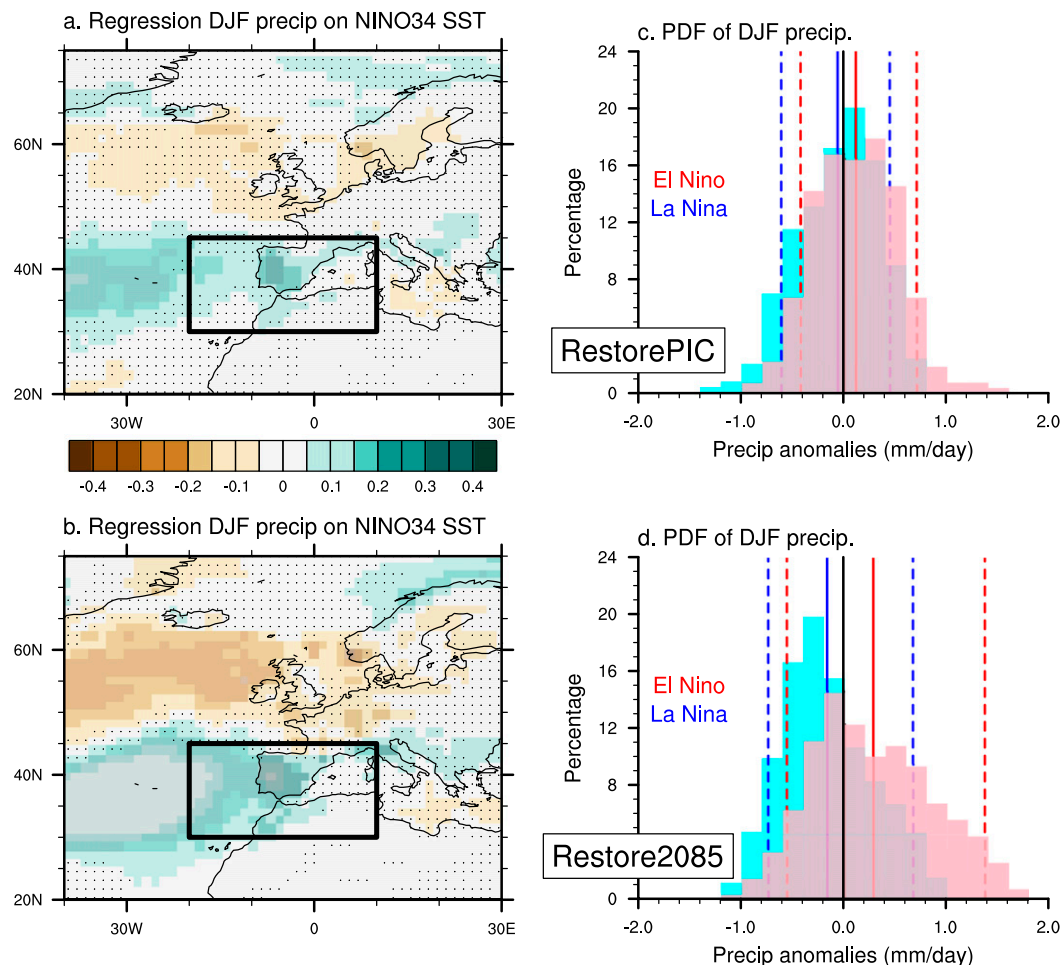 a. Regression DJF precip on NINO34 SST
60N
40N
20N
30W
0
30E
-0.4
-0.3
-0.2
-0.1
0
0.1
0.2
0.3
0.4
b. Regression DJF precip on NINO34 SST
60N
40N
20N
30W
0
30E
c. PDF of DJF precip.
24
20
16
12
8
4
0
Percentage
El Nino
La Nina
RestorePIC
-2.0
-1.0
0.0
1.0
2.0
Precip anomalies (mm/day)
d. PDF of DJF precip.
24
20
16
12
8
4
0
Percentage
El Nino
La Nina
Restore2085
-2.0
-1.0
0.0
1.0
2.0
Precip anomalies (mm/day)